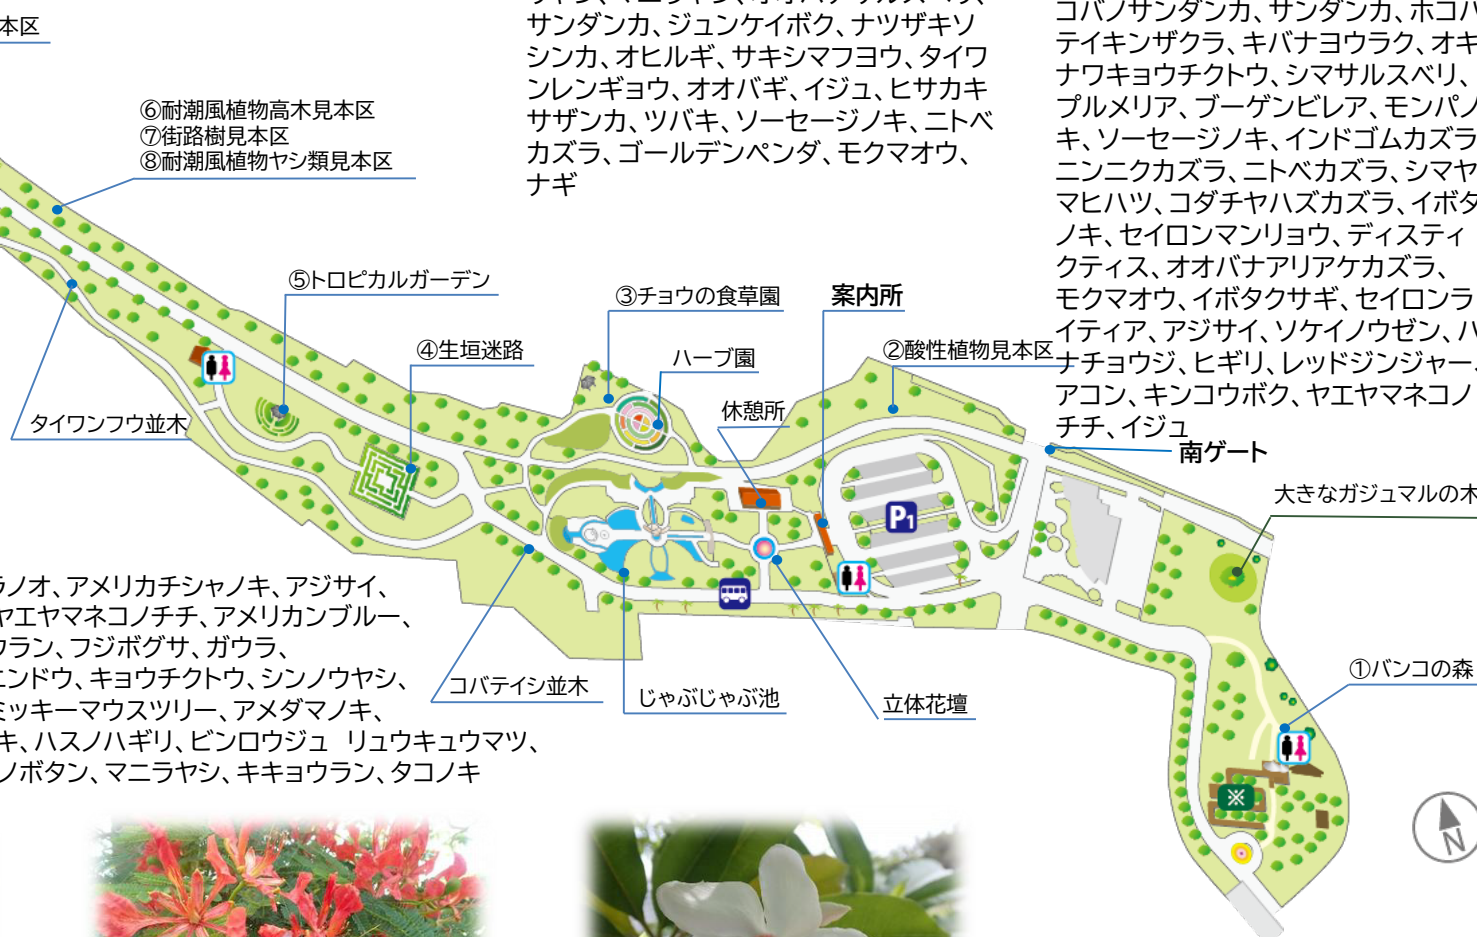 本区
⑥耐潮風植物高木見本区
⑦街路樹見本区
⑧耐潮風植物ヤシ類見本区
サンダンカ、ジュンケイボク、ナツザキソ
シンカ、オヒルギ、サキシマフヨウ、タイワ
ンレンギョウ、オオバギ、イジュ、ヒサカキ
サザンカ、ツバキ、ソーセージノキ、ニトベ
カズラ、ゴールデンペンダ、モクマオウ、
ナギ
コバノサンダンカ、サンダンカ、ホコバ
テイキンザクラ、キバナヨウラク、オキ
ナワキョウチクトウ、シマサルスベリ、
プルメリア、ブーゲンビレア、モンパノ
キ、ソーセージノキ、インドゴムカズラ
ニンニクカズラ、ニトベカズラ、シマヤ
マヒハツ、コダチヤハズカズラ、イボタ
ノキ、セイロンマンリョウ、ディスティ
クティス、オオバナアリアケカズラ、
モクマオウ、イボタクサギ、セイロンラ
イティア、アジサイ、ソケイノウゼン、ハ
ナチョウジ、ヒギリ、レッドジンジャー、
アコン、キンコウボク、ヤエヤマネコノ
チチ、イジュ
⑤トロピカルガーデン
③チョウの食草園
案内所
④生垣迷路
ハーブ園
②酸性植物見本区
休憩所
タイワンフウ並木
南ゲート
大きなガジュマルの木
P1
ラノオ、アメリカチシャノキ、アジサイ、
ヤエヤマネコノチチ、アメリカンブルー、
ウラン、フジボグサ、ガウラ、
エンドウ、キョウチクトウ、シンノウヤシ、
ミッキーマウスツリー、アメダマノキ、
キ、ハスノハギリ、ビンロウジュ リュウキュウマツ、
ノボタン、マニラヤシ、キキョウラン、タコノキ
コバテイシ並木
じゃぶじゃぶ池
立体花壇
①バンコの森
※
N